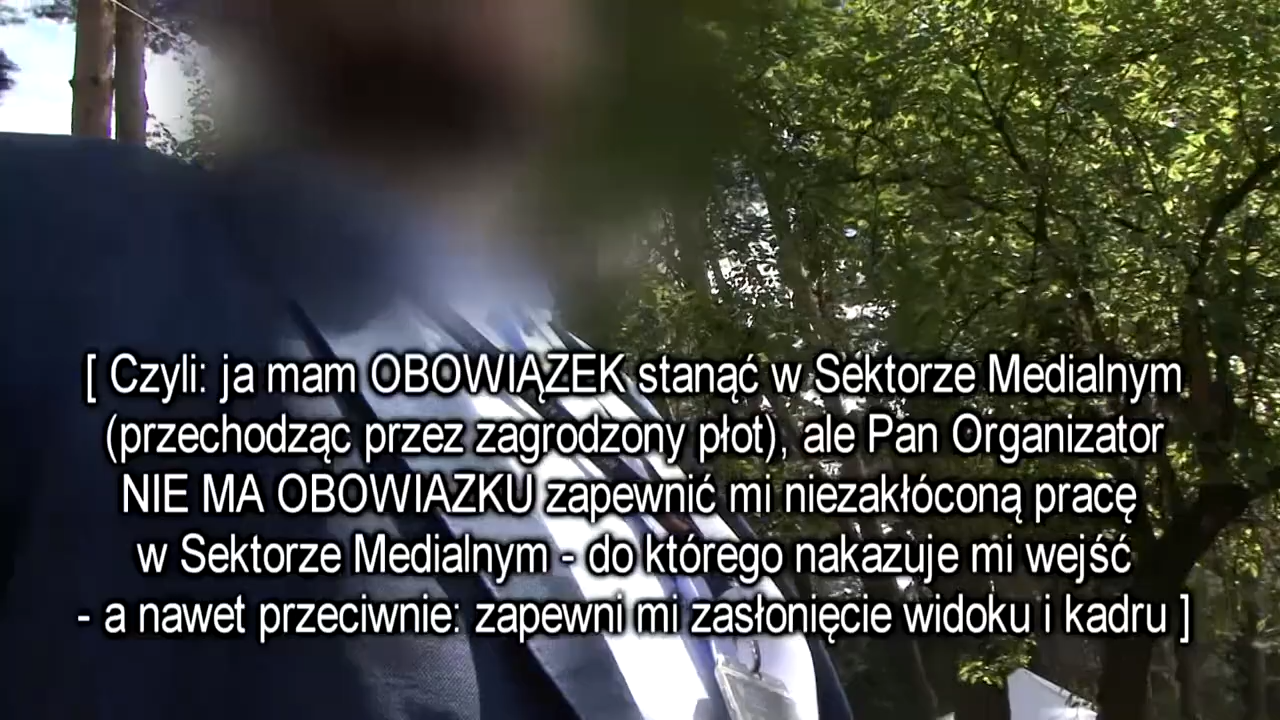 [ Czyli: ja mam OBOWIĄZEK stanąć w Sektorze Medialnym
(przechodząc przez zagrodzony płot), ale Pan Organizator
NIE MA OBOWIAZKU zapewnić mi niezakłóconą pracę
w Sektorze Medialnym - do którego nakazuje mi wejść
- a nawet przeciwnie: zapewni mi zasłonięcie widoku i kadru ]